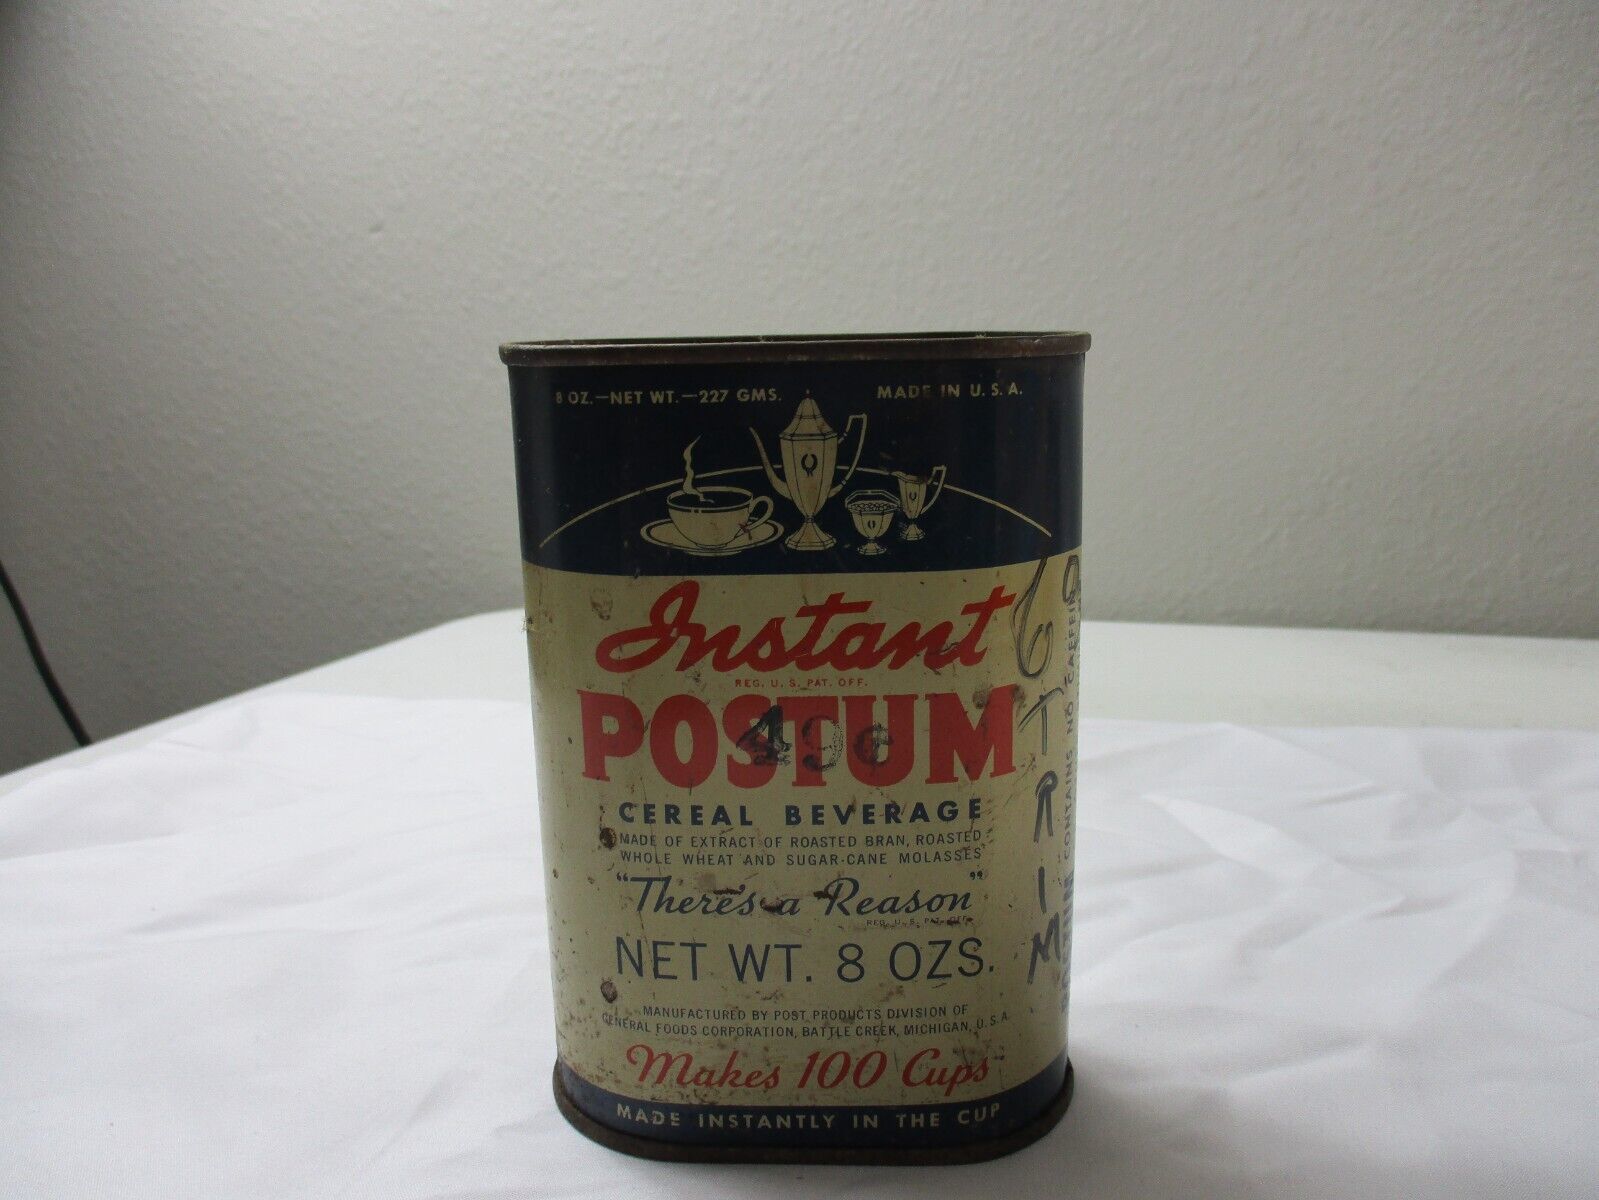 8 OZ.—NET WT.—227 GMS. MADE IN U. S. A.
Instant
REG. U. S. PAT. OFF.
POSTUM
49¢
CEREAL BEVERAGE
MADE OF EXTRACT OF ROASTED BRAN, ROASTED
WHOLE WHEAT AND SUGAR-CANE MOLASSES
"There's a Reason"
REG. U. S. PAT. OFF.
NET WT. 8 OZS.
MANUFACTURED BY POST PRODUCTS DIVISION OF
GENERAL FOODS CORPORATION, BATTLE CREEK, MICHIGAN, U.S.A.
Makes 100 Cups
MADE INSTANTLY IN THE CUP
TRIM
CONTAINS NO CAFFEIN